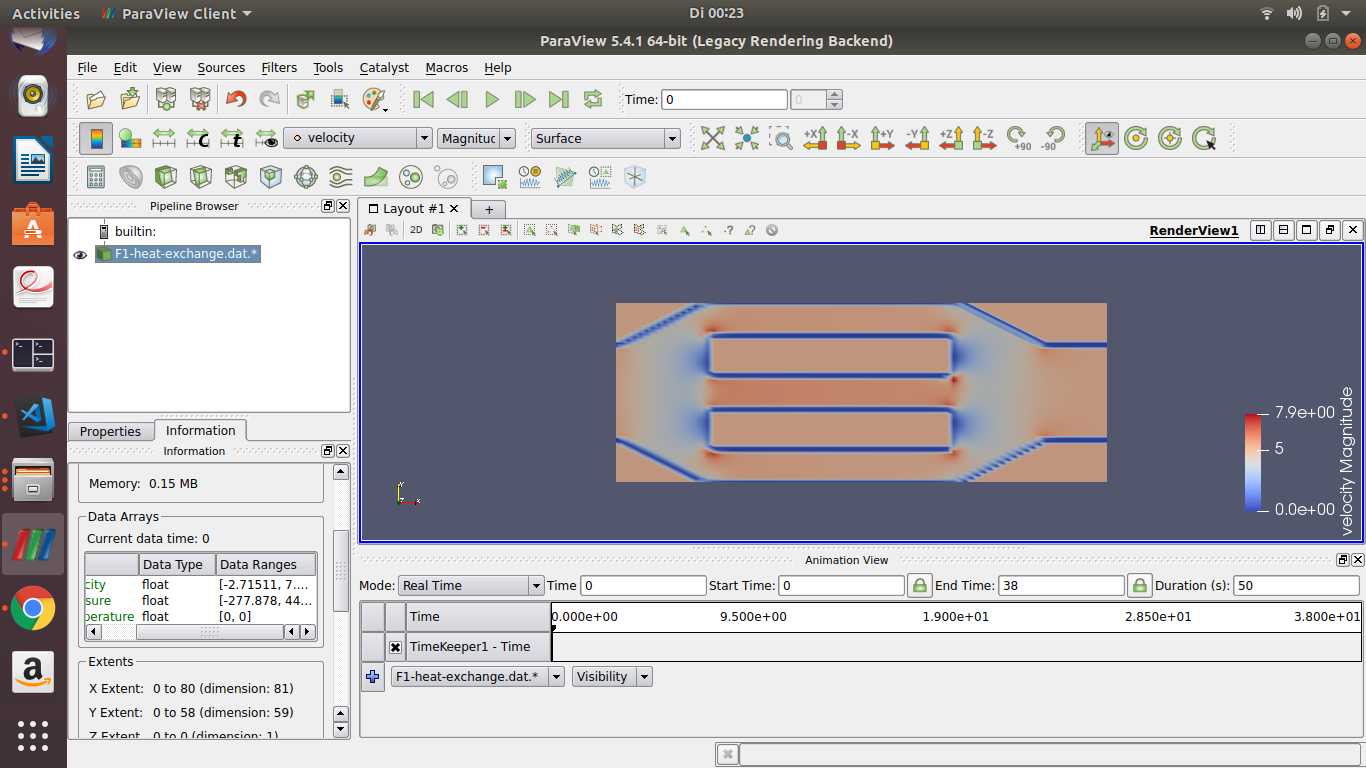 Activities ParaView Client Di 00:23
ParaView 5.4.1 64-bit (Legacy Rendering Backend)
File Edit View Sources Filters Tools Catalyst Macros Help
Time: 0 0
velocity Magnituc Surface +X -X +Y -Y +Z -Z +90 -90
Pipeline Browser
Layout #1
builtin:
F1-heat-exchange.dat.*
2D
RenderView1
7.9e+00
5
0.0e+00
velocity Magnitude
Y
X
Properties Information
Information
Memory: 0.15 MB
Data Arrays
Current data time: 0
Data Type Data Ranges
city float [-2.71511, 7....
sure float [-277.878, 44...
perature float [0, 0]
Extents
X Extent: 0 to 80 (dimension: 81)
Y Extent: 0 to 58 (dimension: 59)
Z Extent: 0 to 0 (dimension: 1)
Animation View
Mode: Real Time Time 0 Start Time: 0 End Time: 38 Duration (s): 50
Time 0.000e+00 9.500e+00 1.900e+01 2.850e+01 3.800e+01
TimeKeeper1 - Time
F1-heat-exchange.dat.* Visibility